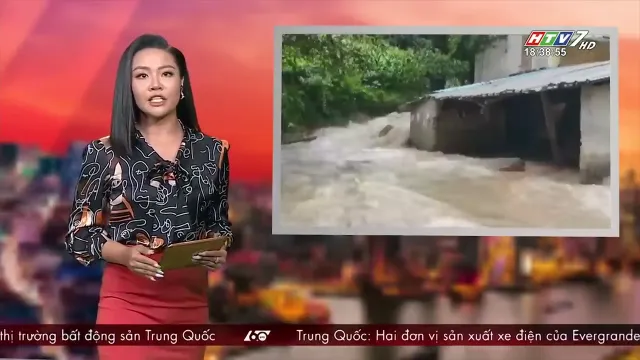 HTV7 HD
18:38:55
thị trường bất động sản Trung Quốc 60 Trung Quốc: Hai đơn vị sản xuất xe điện của Evergrande